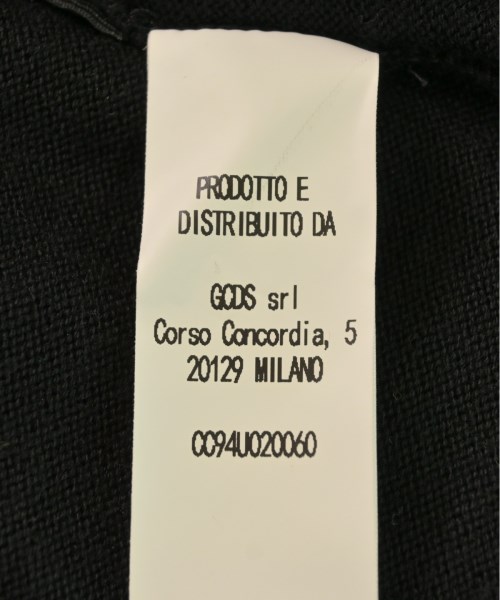 PRODOTTO E
DISTRIBUITO DA
GCDS srl
Corso Concordia, 5
20129 MILANO
CC94U020060